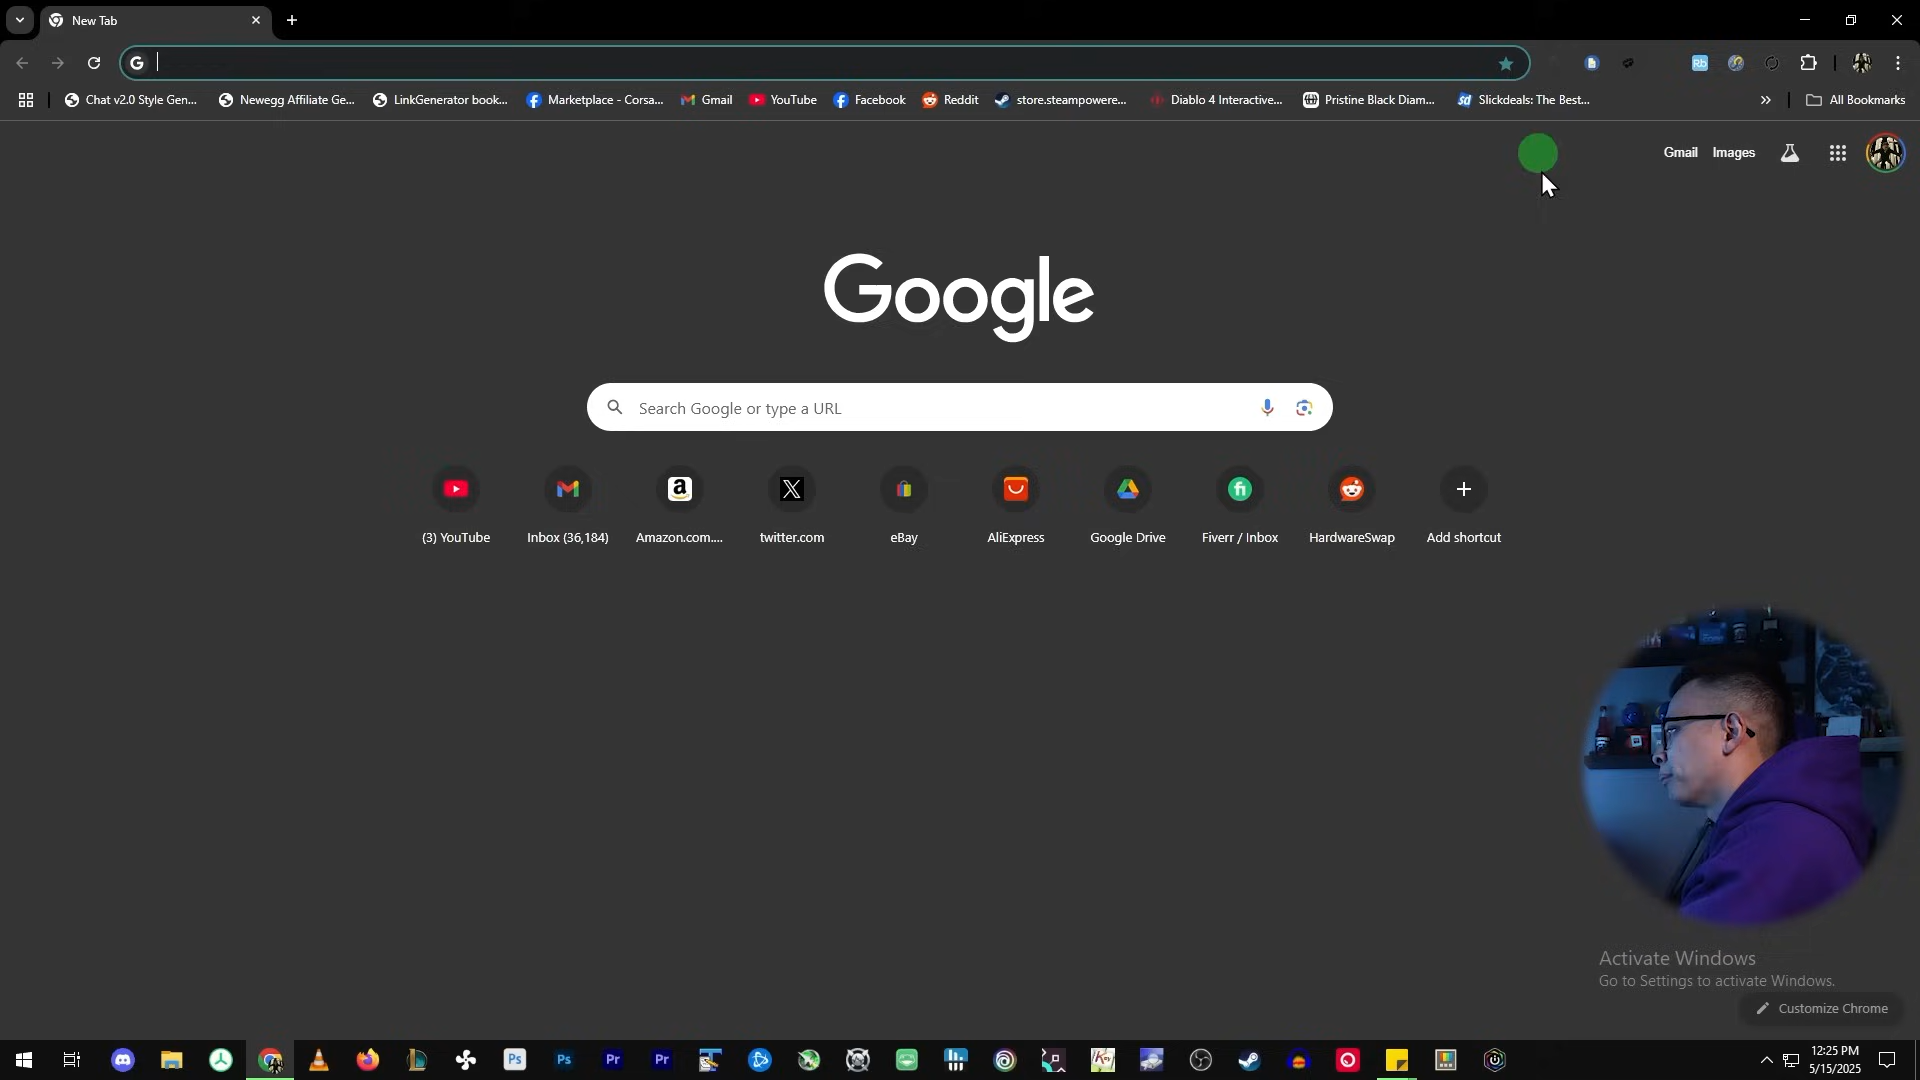 New Tab
Chat v2.0 Style Gen...
Newegg Affiliate Ge...
LinkGenerator book...
Marketplace - Corsa...
Gmail
YouTube
Facebook
Reddit
store.steampowere...
Diablo 4 Interactive...
Pristine Black Diam...
Slickdeals: The Best...
All Bookmarks
Gmail
Images
Google
Search Google or type a URL
(3) YouTube
Inbox (36,184)
Amazon.com....
twitter.com
eBay
AliExpress
Google Drive
Fiverr / Inbox
HardwareSwap
Add shortcut
Activate Windows
Go to Settings to activate Windows.
Customize Chrome
12:25 PM
5/15/2025